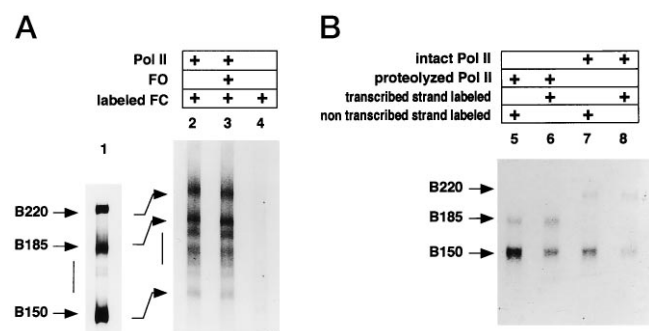 A
Pol II + +
FO +
labeled FC + + +
2 3 4
1
B220
B185
B150
B
intact Pol II + +
proteolyzed Pol II + +
transcribed strand labeled + +
non transcribed strand labeled + +
5 6 7 8
B220
B185
B150